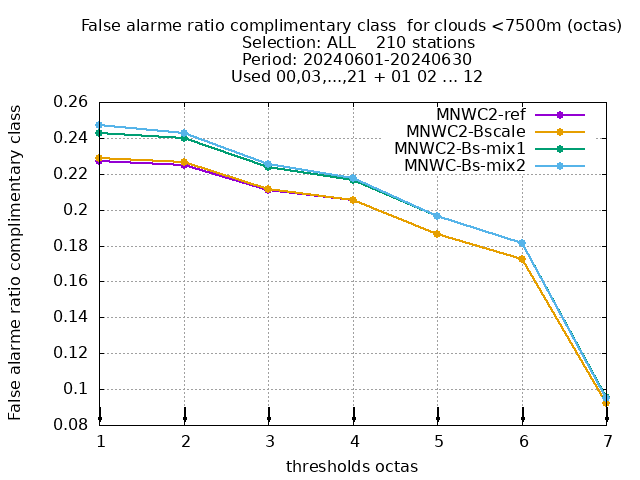 False alarme ratio complimentary class  for clouds <7500m (octas)
Selection: ALL    210 stations
Period: 20240601-20240630
Used 00,03,...,21 + 01 02 ... 12
False alarme ratio complimentary class
0.26
0.24
0.22
0.2
0.18
0.16
0.14
0.12
0.1
0.08
MNWC2-ref
MNWC2-Bscale
MNWC2-Bs-mix1
MNWC-Bs-mix2
1 2 3 4 5 6 7
thresholds octas